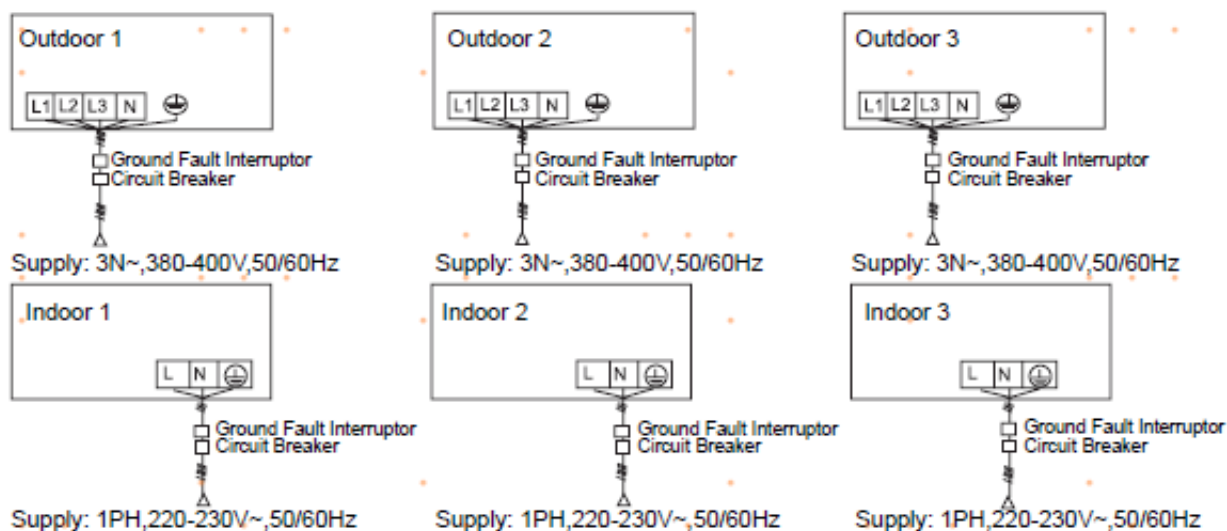 Outdoor 1
L1 L2 L3 N
Ground Fault Interruptor
Circuit Breaker
Supply: 3N~,380-400V,50/60Hz
Outdoor 2
L1 L2 L3 N
Ground Fault Interruptor
Circuit Breaker
Supply: 3N~,380-400V,50/60Hz
Outdoor 3
L1 L2 L3 N
Ground Fault Interruptor
Circuit Breaker
Supply: 3N~,380-400V,50/60Hz
Indoor 1
L N
Ground Fault Interruptor
Circuit Breaker
Supply: 1PH,220-230V~,50/60Hz
Indoor 2
L N
Ground Fault Interruptor
Circuit Breaker
Supply: 1PH,220-230V~,50/60Hz
Indoor 3
L N
Ground Fault Interruptor
Circuit Breaker
Supply: 1PH,220-230V~,50/60Hz